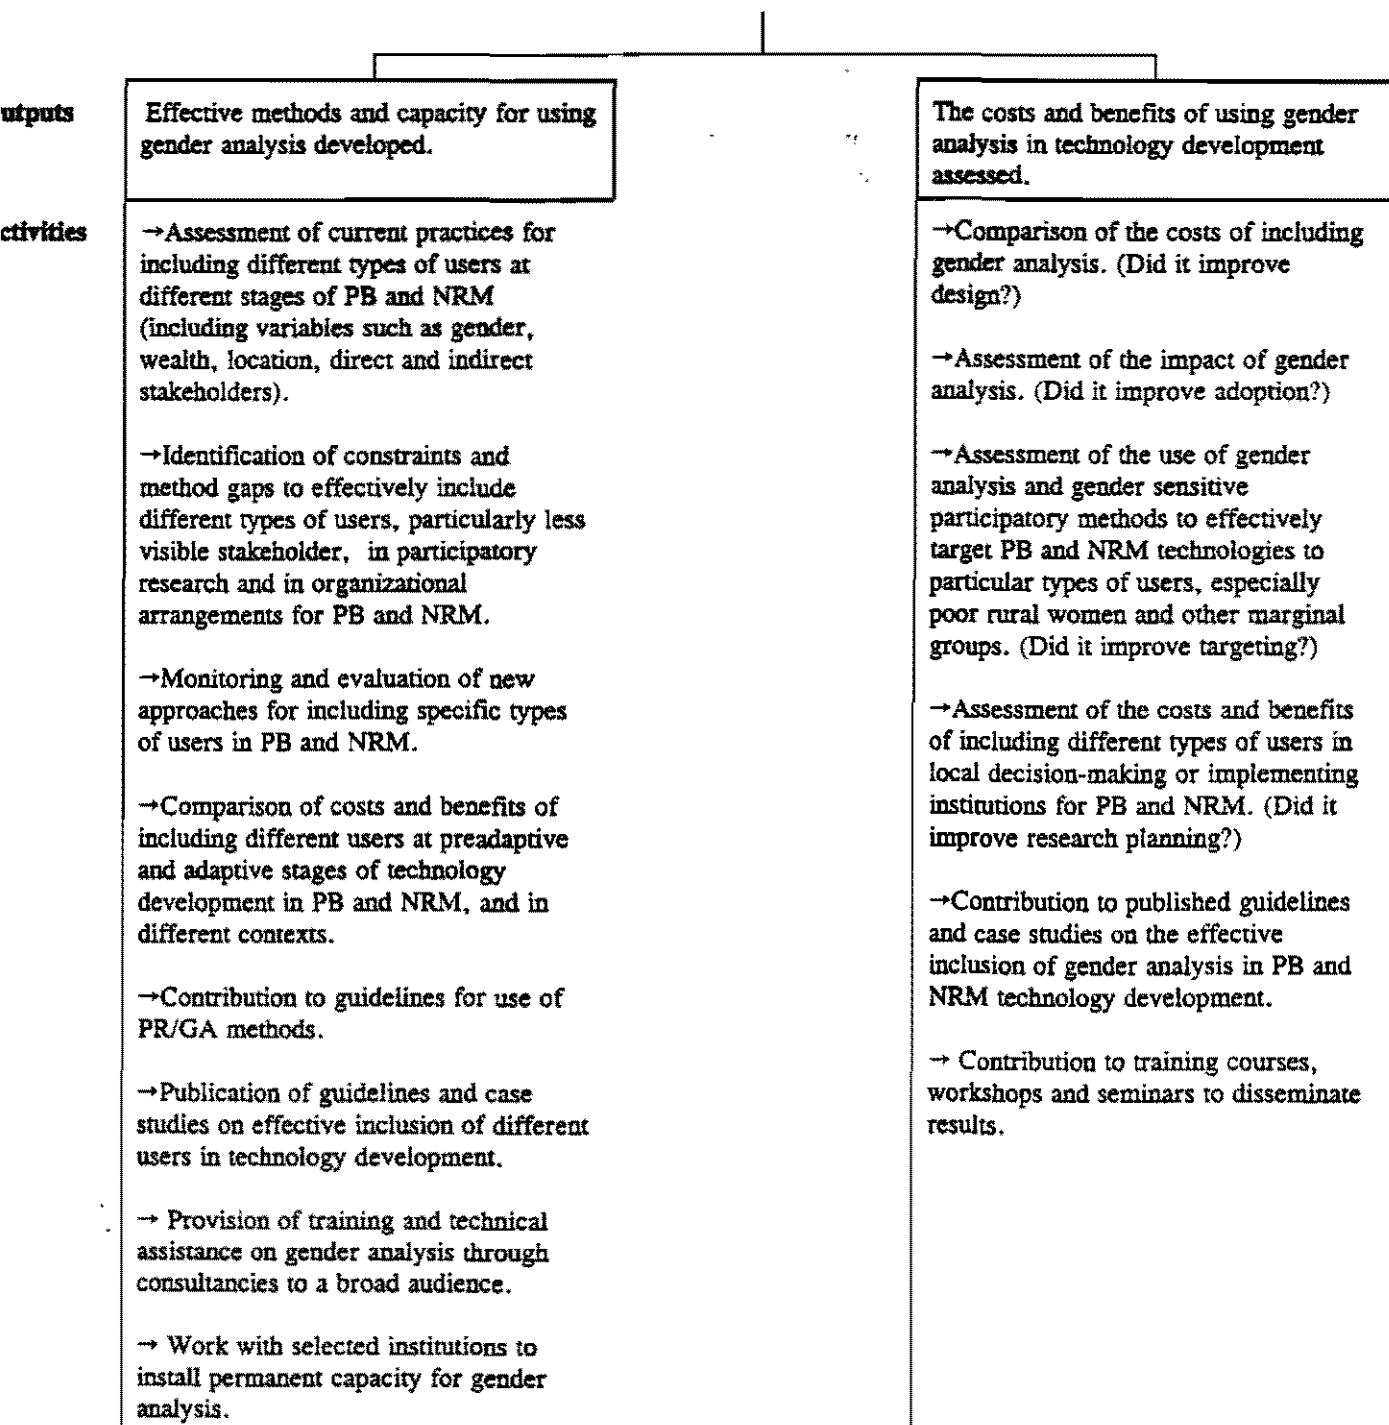 utputs
Effective methods and capacity for using
gender analysis developed.
ctivities
→Assessment of current practices for
including different types of users at
different stages of PB and NRM
(including variables such as gender,
wealth, location, direct and indirect
stakeholders).
→Identification of constraints and
method gaps to effectively include
different types of users, particularly less
visible stakeholder, in participatory
research and in organizational
arrangements for PB and NRM.
→Monitoring and evaluation of new
approaches for including specific types
of users in PB and NRM.
→Comparison of costs and benefits of
including different users at preadaptive
and adaptive stages of technology
development in PB and NRM, and in
different contexts.
→Contribution to guidelines for use of
PR/GA methods.
→Publication of guidelines and case
studies on effective inclusion of different
users in technology development.
→ Provision of training and technical
assistance on gender analysis through
consultancies to a broad audience.
→ Work with selected institutions to
install permanent capacity for gender
analysis.
The costs and benefits of using gender
analysis in technology development
assessed.
→Comparison of the costs of including
gender analysis. (Did it improve
design?)
→Assessment of the impact of gender
analysis. (Did it improve adoption?)
→Assessment of the use of gender
analysis and gender sensitive
participatory methods to effectively
target PB and NRM technologies to
particular types of users, especially
poor rural women and other marginal
groups. (Did it improve targeting?)
→Assessment of the costs and benefits
of including different types of users in
local decision-making or implementing
institutions for PB and NRM. (Did it
improve research planning?)
→Contribution to published guidelines
and case studies on the effective
inclusion of gender analysis in PB and
NRM technology development.
→ Contribution to training courses,
workshops and seminars to disseminate
results.